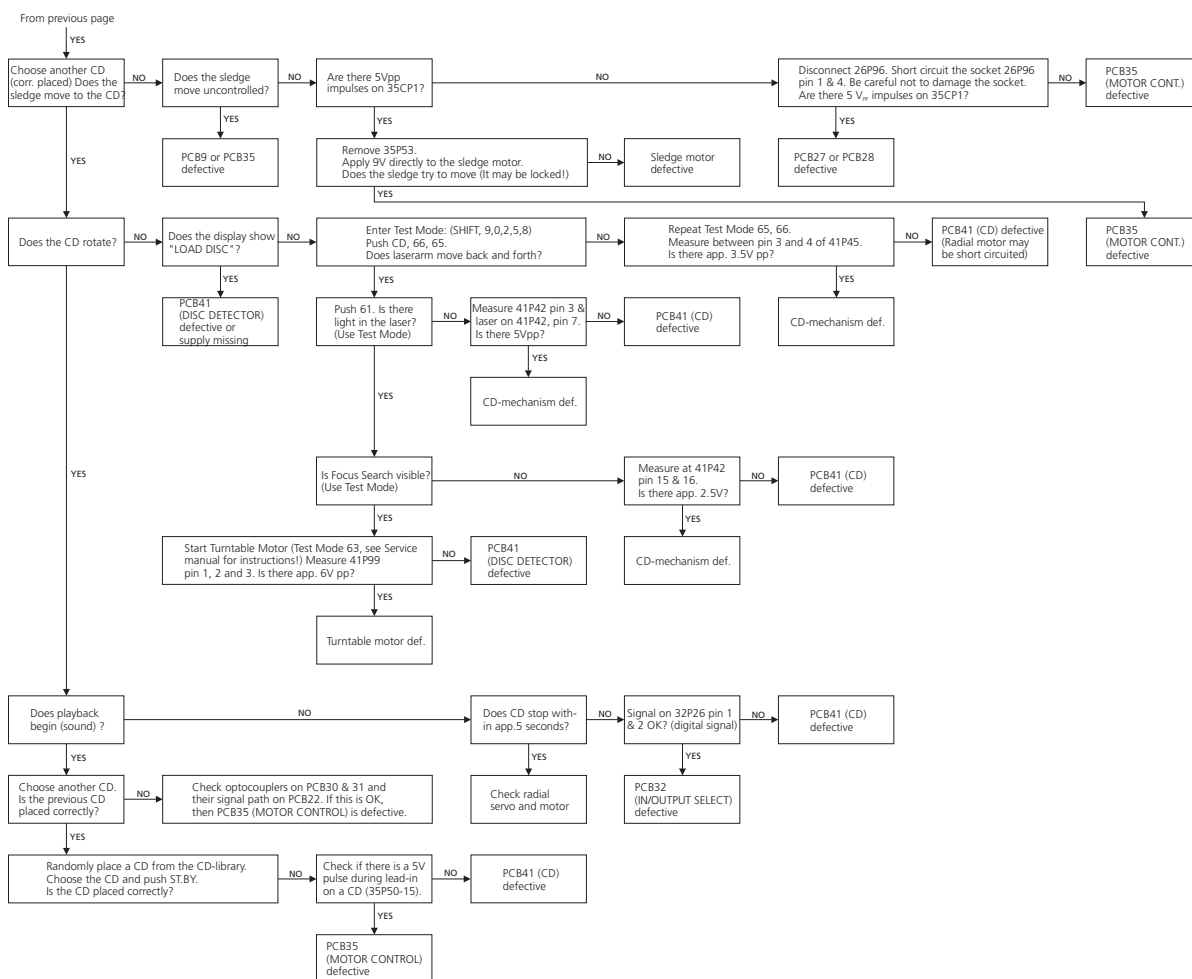 From previous page
YES
Choose another CD
(corr. placed) Does the
sledge move to the CD?
NO
Does the sledge
move uncontrolled?
NO
Are there 5Vpp
impulses on 35CP1?
NO
Disconnect 26P96. Short circuit the socket 26P96
pin 1 & 4. Be careful not to damage the socket.
Are there 5 VPP impulses on 35CP1?
NO
PCB35
(MOTOR CONT.)
defective
YES
YES
YES
YES
PCB9 or PCB35
defective
Remove 35P53.
Apply 9V directly to the sledge motor.
Does the sledge try to move (It may be locked!)
NO
Sledge motor
defective
PCB27 or PCB28
defective
YES
Does the CD rotate?
NO
Does the display show
"LOAD DISC"?
NO
Enter Test Mode: (SHIFT, 9,0,2,5,8)
Push CD, 66, 65.
Does laserarm move back and forth?
NO
Repeat Test Mode 65, 66.
Measure between pin 3 and 4 of 41P45.
Is there app. 3.5V pp?
NO
PCB41 (CD) defective
(Radial motor may
be short circuited)
PCB35
(MOTOR CONT.)
defective
YES
YES
YES
PCB41
(DISC DETECTOR)
defective or
supply missing
Push 61. Is there
light in the laser?
(Use Test Mode)
NO
Measure 41P42 pin 3 &
laser on 41P42, pin 7.
Is there 5Vpp?
NO
PCB41 (CD)
defective
CD-mechanism def.
YES
YES
CD-mechanism def.
YES
Is Focus Search visible?
(Use Test Mode)
NO
Measure at 41P42
pin 15 & 16.
Is there app. 2.5V?
NO
PCB41 (CD)
defective
YES
YES
Start Turntable Motor (Test Mode 63, see Service
manual for instructions!) Measure 41P99
pin 1, 2 and 3. Is there app. 6V pp?
NO
PCB41
(DISC DETECTOR)
defective
CD-mechanism def.
YES
Turntable motor def.
Does playback
begin (sound) ?
NO
Does CD stop with-
in app.5 seconds?
NO
Signal on 32P26 pin 1
& 2 OK? (digital signal)
NO
PCB41 (CD)
defective
YES
YES
YES
Choose another CD.
Is the previous CD
placed correctly?
NO
Check optocouplers on PCB30 & 31 and
their signal path on PCB22. If this is OK,
then PCB35 (MOTOR CONTROL) is defective.
Check radial
servo and motor
PCB32
(IN/OUTPUT SELECT)
defective
YES
Randomly place a CD from the CD-library.
Choose the CD and push ST.BY.
Is the CD placed correctly?
NO
Check if there is a 5V
pulse during lead-in
on a CD (35P50-15).
NO
PCB41 (CD)
defective
YES
PCB35
(MOTOR CONTROL)
defective